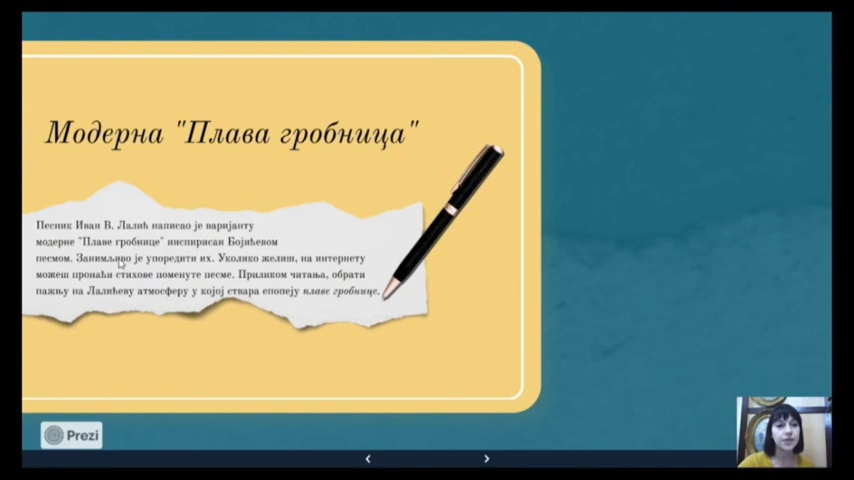 Модерна "Плава гробница"
Песник Иван В. Лалић написао је варијанту
модерне "Плаве гробнице" инспирисан Бојићевом
песмом. Занимљиво је упоредити их. Уколико желиш, на интернету
можеш пронаћи стихове поменуте песме. Приликом читања, обрати
пажњу на Лалићеву атмосферу у којој ствара епопеју плаве гробнице.
Prezi